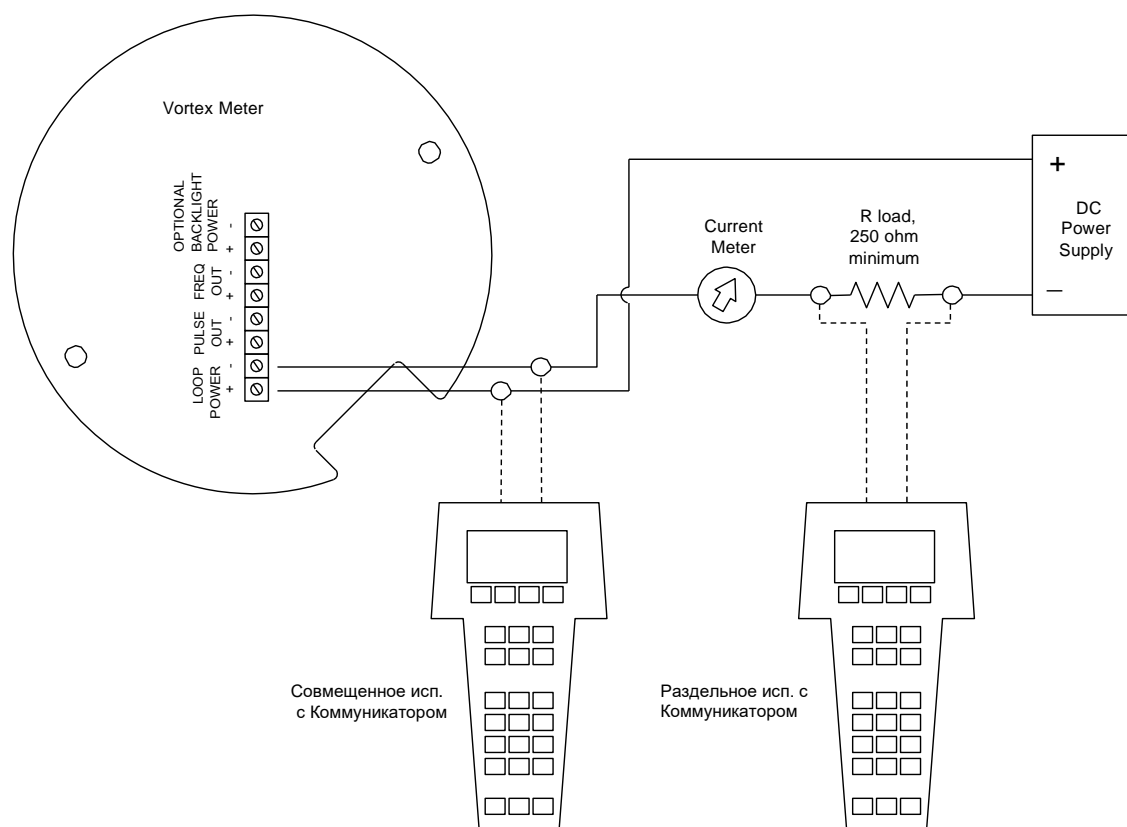 Vortex Meter
OPTIONAL
BACKLIGHT
POWER
- +
FREQ
OUT
- +
PULSE
OUT
- +
LOOP
POWER
- +
Current
Meter
R load,
250 ohm
minimum
+
DC
Power
Supply
–
Совмещенное исп.
с Коммуникатором
Раздельное исп. с
Коммуникатором